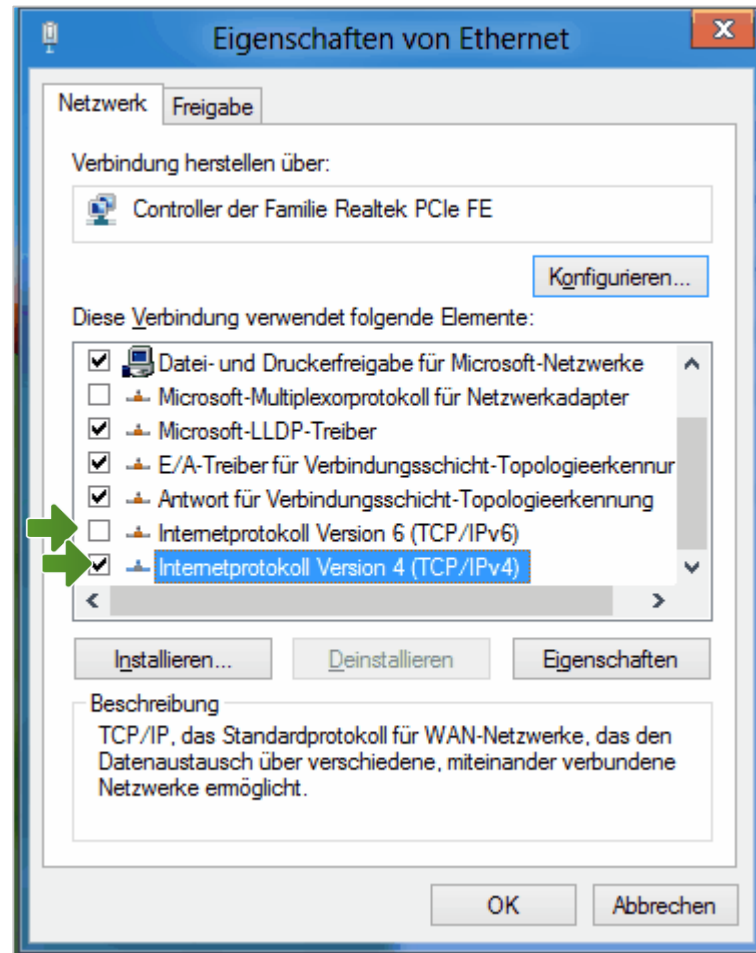 Eigenschaften von Ethernet
Netzwerk
Freigabe
Verbindung herstellen über:
Controller der Familie Realtek PCIe FE
Konfigurieren...
Diese Verbindung verwendet folgende Elemente:
Datei- und Druckerfreigabe für Microsoft-Netzwerke
Microsoft-Multiplexorprotokoll für Netzwerkadapter
Microsoft-LLDP-Treiber
E/A-Treiber für Verbindungsschicht-Topologieerkennur
Antwort für Verbindungsschicht-Topologieerkennung
Internetprotokoll Version 6 (TCP/IPv6)
Internetprotokoll Version 4 (TCP/IPv4)
Installieren...
Deinstallieren
Eigenschaften
Beschreibung
TCP/IP, das Standardprotokoll für WAN-Netzwerke, das den
Datenaustausch über verschiedene, miteinander verbundene
Netzwerke ermöglicht.
OK
Abbrechen